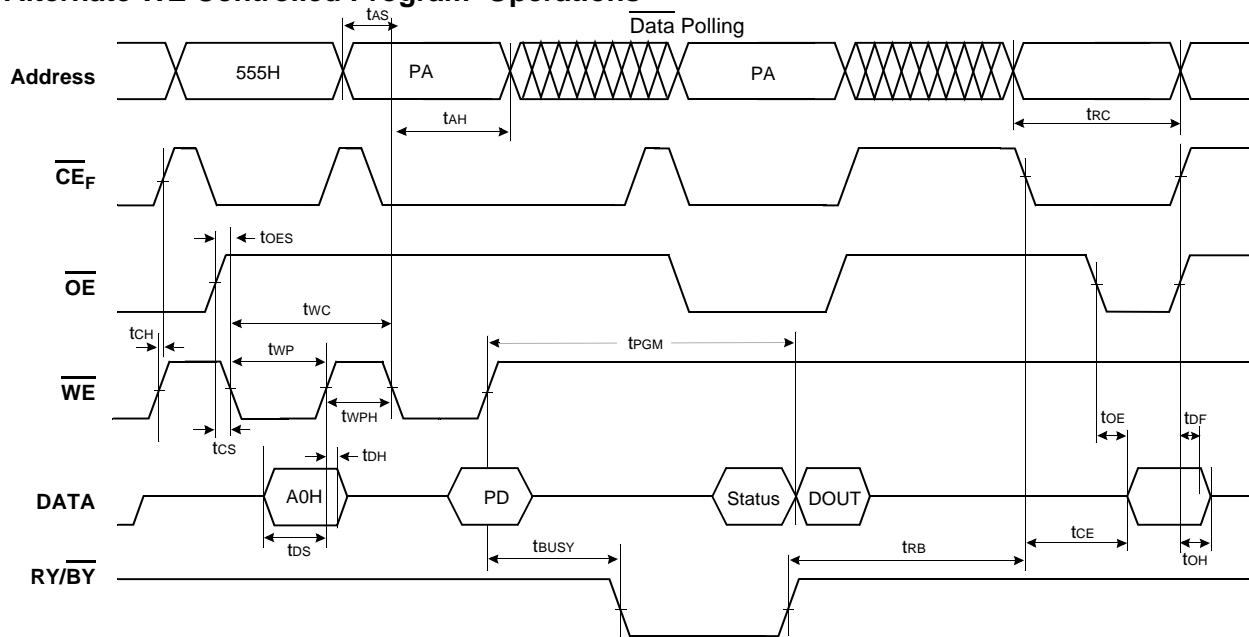 Alternate WE Controlled Program Operations
tAS
Data Polling
Address
555H
PA
PA
tAH
tRC
CEF
tOES
OE
tWC
tCH
tWP
tPGM
WE
tWPH
tOE
tDF
tCS
tDH
DATA
A0H
PD
Status
DOUT
tDS
tBUSY
tRB
tCE
tOH
RY/BY